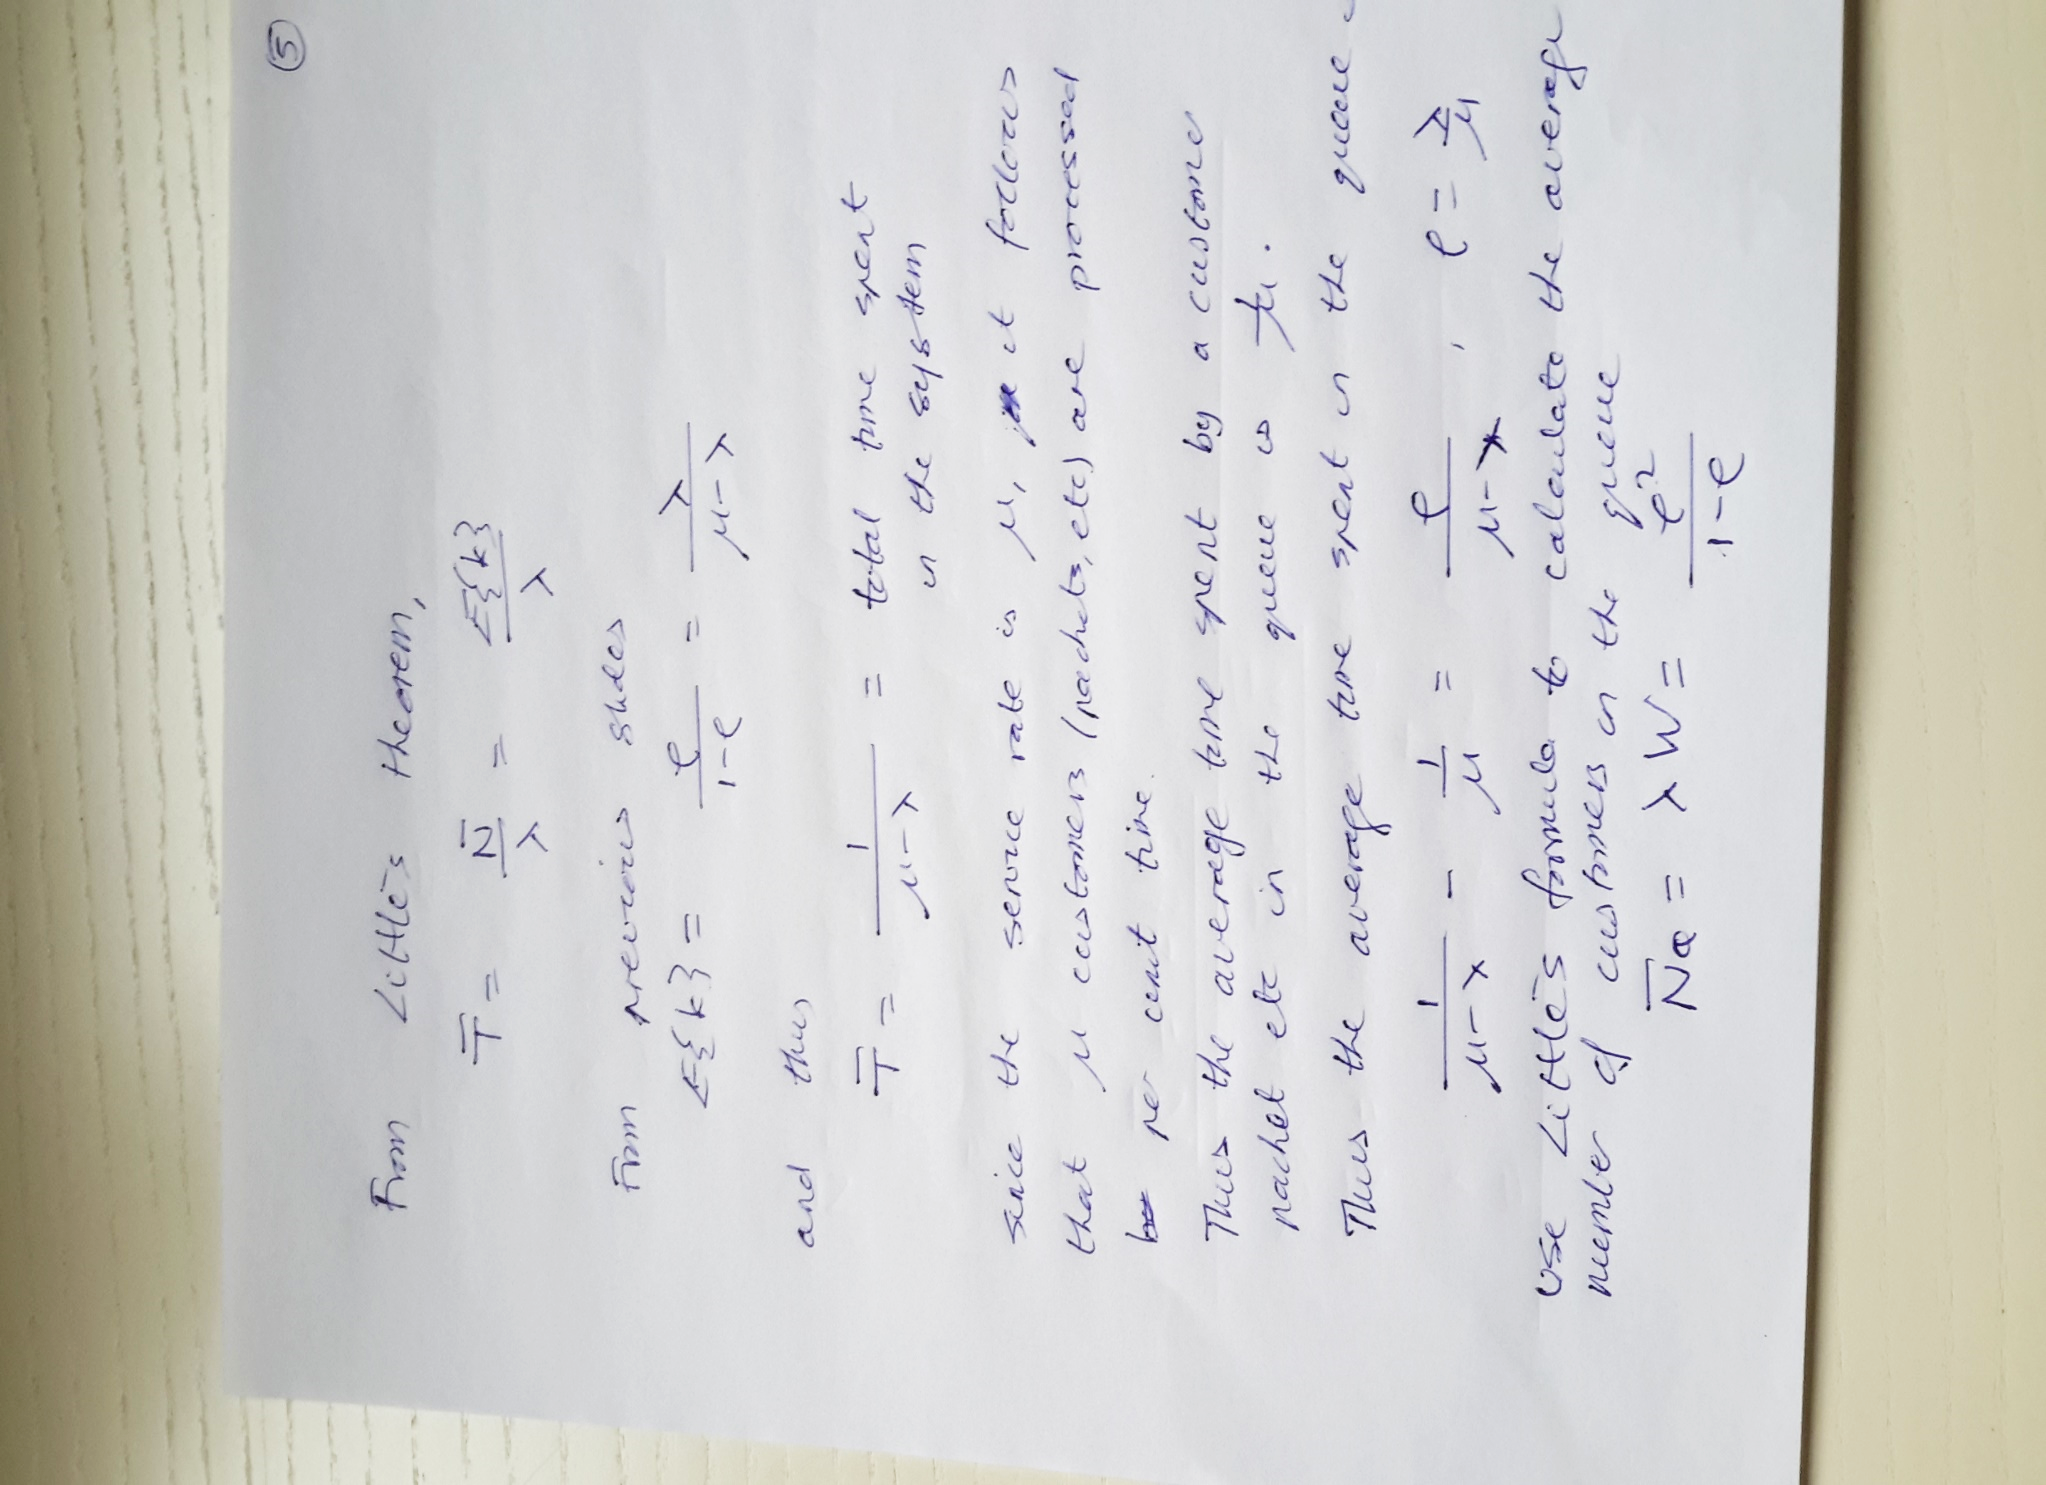 ⑤
From Little's theorem,
T̄ = N̄/λ = E{k}/λ
From previous slides
E{k} = ρ/(1-ρ) = λ/(μ-λ)
and thus
T̄ = 1/(μ-λ) = total time spent
in the system
since the service rate is μ, it follows
that μ customers (packets, etc) are processed
per unit time.
Thus the average time spent by a custome
packet etc in the queue is 1/μ.
Thus the average time spent in the queue
1/(μ-λ) - 1/μ = ρ/(μ-λ) , ρ = λ/μ
Use Little's formula to calculate the average
number of customers in the queue
N̄Q = λW = ρ²/(1-ρ)